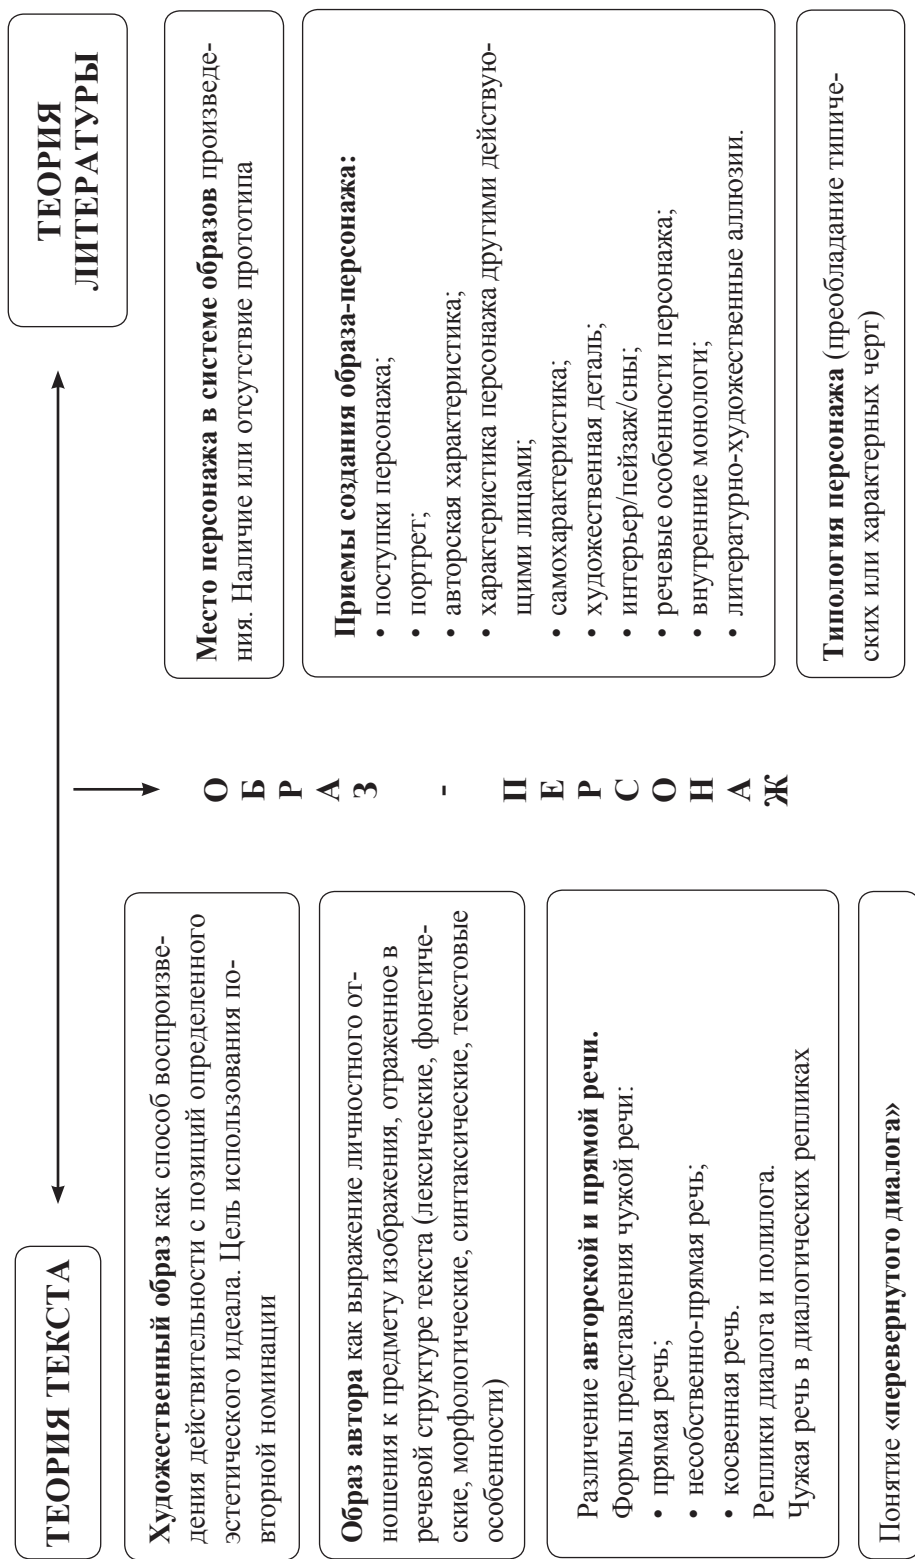 ТЕОРИЯ ТЕКСТА
Художественный образ как способ воспроизве-
дения действительности с позиций определенного
эстетического идеала. Цель использования по-
вторной номинации
Образ автора как выражение личностного от-
ношения к предмету изображения, отраженное в
речевой структуре текста (лексические, фонетиче-
ские, морфологические, синтаксические, текстовые
особенности)
Различение авторской и прямой речи.
Формы представления чужой речи:
• прямая речь;
• несобственно-прямая речь;
• косвенная речь.
Реплики диалога и полилога.
Чужая речь в диалогических репликах
Понятие «перевернутого диалога»
О
Б
Р
А
З
-
П
Е
Р
С
О
Н
А
Ж
ТЕОРИЯ
ЛИТЕРАТУРЫ
Место персонажа в системе образов произведе-
ния. Наличие или отсутствие прототипа
Приемы создания образа-персонажа:
• поступки персонажа;
• портрет;
• авторская характеристика;
• характеристика персонажа другими действую-
щими лицами;
• самохарактеристика;
• художественная деталь;
• интерьер/пейзаж/сны;
• речевые особенности персонажа;
• внутренние монологи;
• литературно-художественные аллюзии.
Типология персонажа (преобладание типиче-
ских или характерных черт)